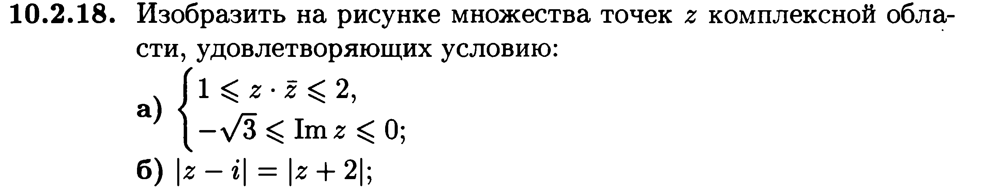 10.2.18. Изобразить на рисунке множества точек z комплексной обла-
сти, удовлетворяющих условию:
а) { 1 ⩽ z · z̄ ⩽ 2,
−√3 ⩽ Im z ⩽ 0;
б) |z − i| = |z + 2|;